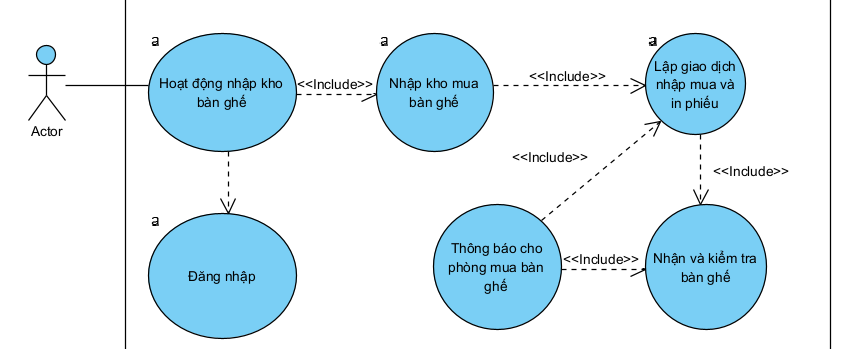 a
a
a
Hoạt động nhập kho
bàn ghế
<<Include>>
Nhập kho mua
bàn ghế
<<Include>>
Lập giao dịch
nhập mua và
in phiếu
Actor
<<Include>>
<<Include>>
a
Đăng nhập
Thông báo cho
phòng mua bàn
ghế
<<Include>>
Nhận và kiểm tra
bàn ghế